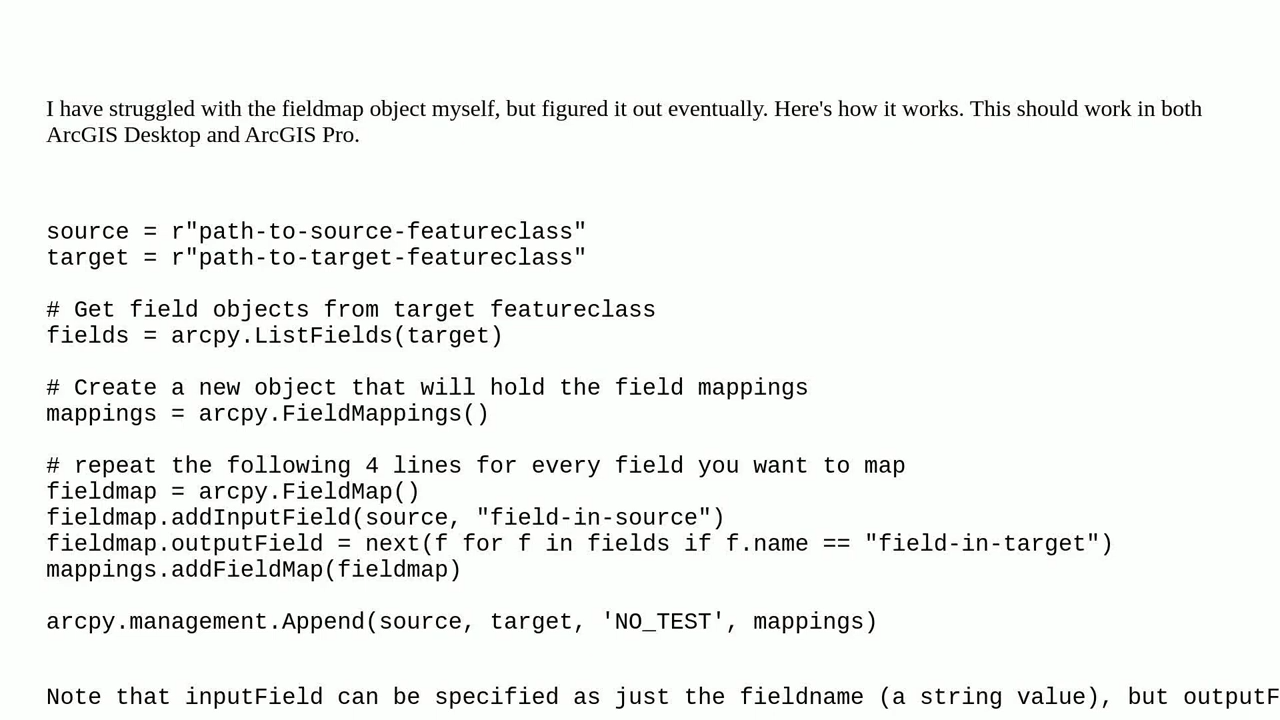 I have struggled with the fieldmap object myself, but figured it out eventually. Here's how it works. This should work in both
ArcGIS Desktop and ArcGIS Pro.
source = r"path-to-source-featureclass"
target = r"path-to-target-featureclass"
# Get field objects from target featureclass
fields = arcpy.ListFields(target)
# Create a new object that will hold the field mappings
mappings = arcpy.FieldMappings()
# repeat the following 4 lines for every field you want to map
fieldmap = arcpy.FieldMap()
fieldmap.addInputField(source, "field-in-source")
fieldmap.outputField = next(f for f in fields if f.name == "field-in-target")
mappings.addFieldMap(fieldmap)
arcpy.management.Append(source, target, 'NO_TEST', mappings)
Note that inputField can be specified as just the fieldname (a string value), but outputF